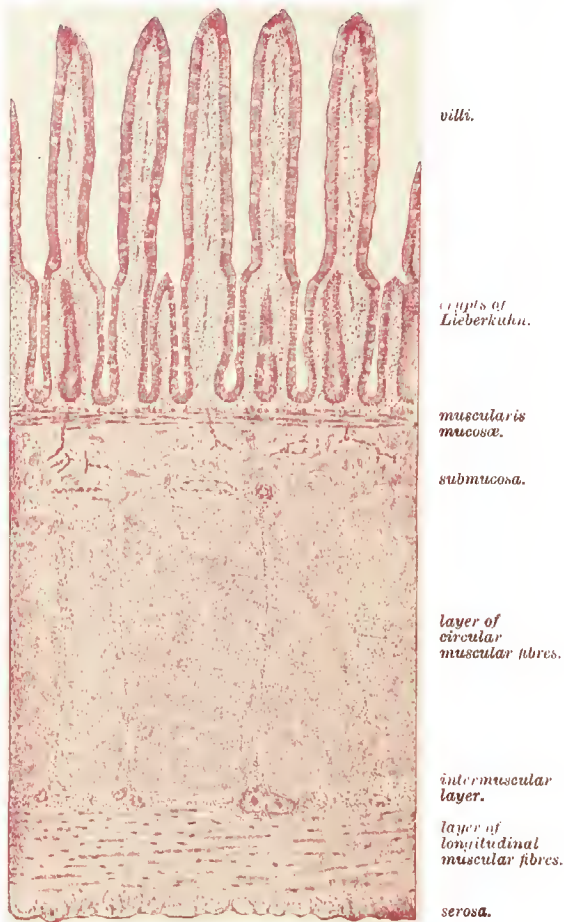 villi.
crypts of
Lieberkuhn.
muscularis
mucosæ.
submucosa.
layer of
circular
muscular fibres.
intermuscular
layer.
layer of
longitudinal
muscular fibres.
serosa.